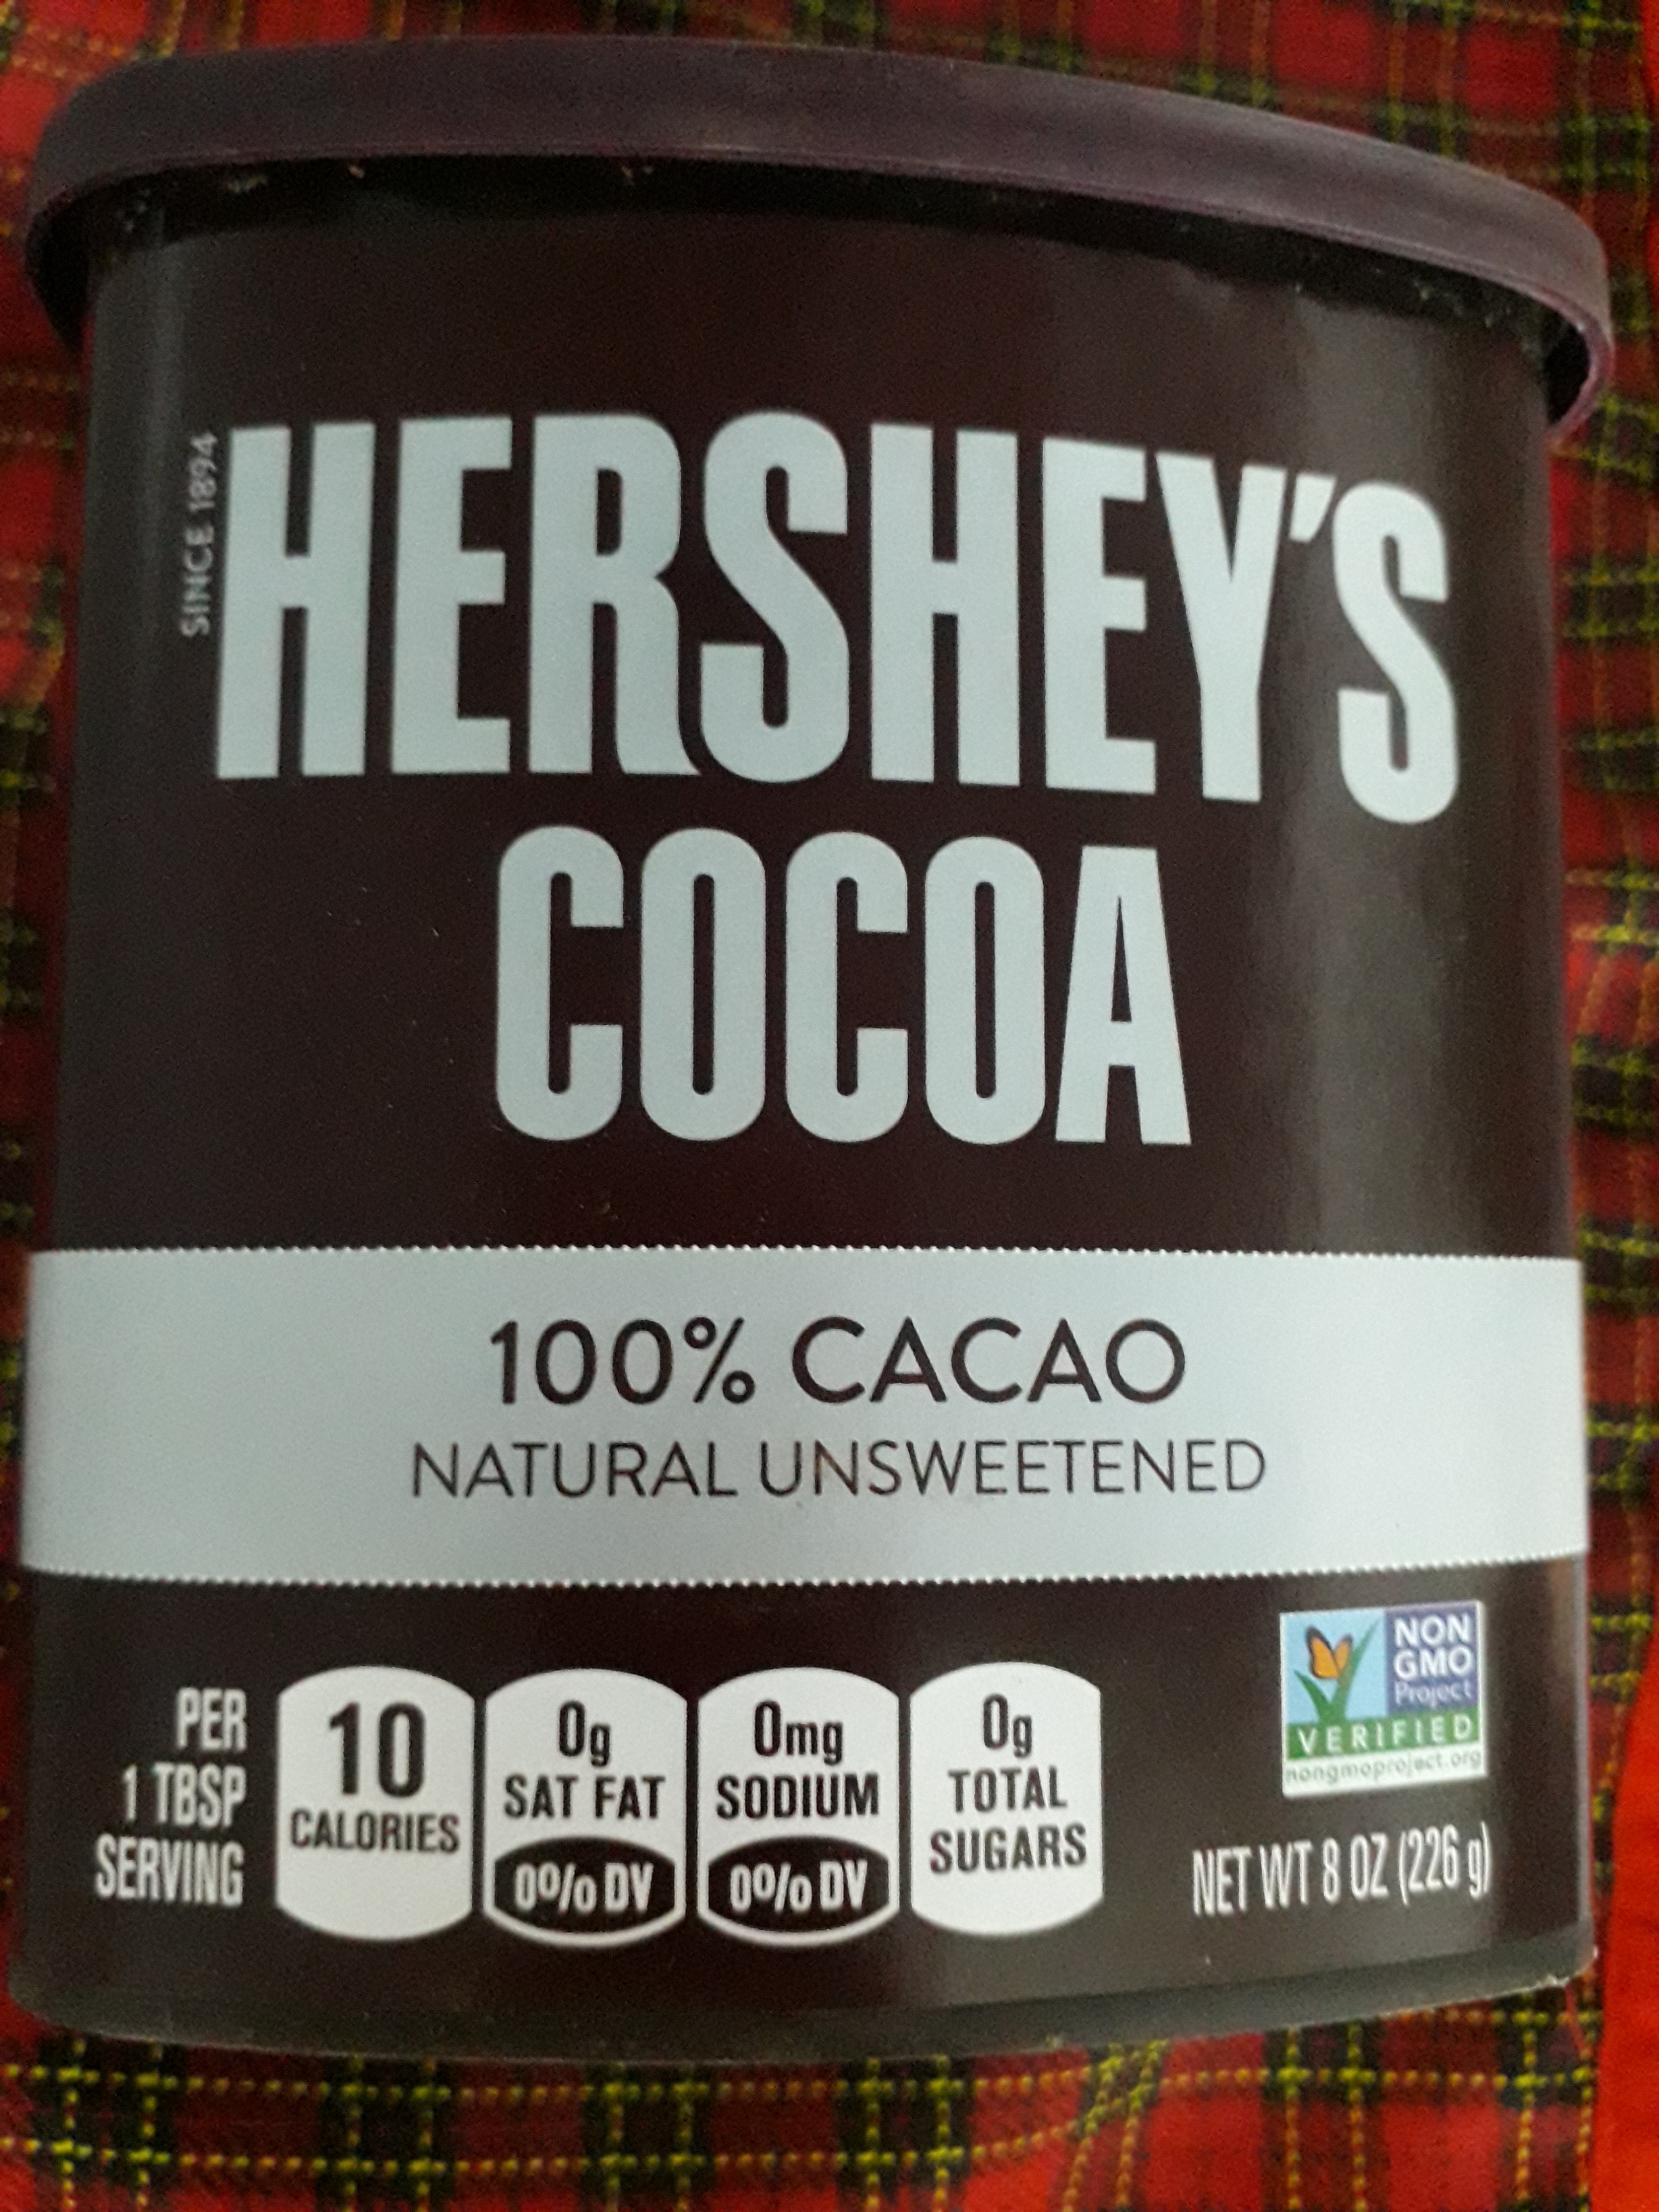 SINCE 1894
HERSHEY'S
COCOA
100% CACAO
NATURAL UNSWEETENED
PER
1 TBSP
SERVING
10
CALORIES
0g
SAT FAT
0% DV
0mg
SODIUM
0% DV
0g
TOTAL
SUGARS
NON
GMO
Project
VERIFIED
nongmoproject.org
NET WT 8 OZ (226 g)